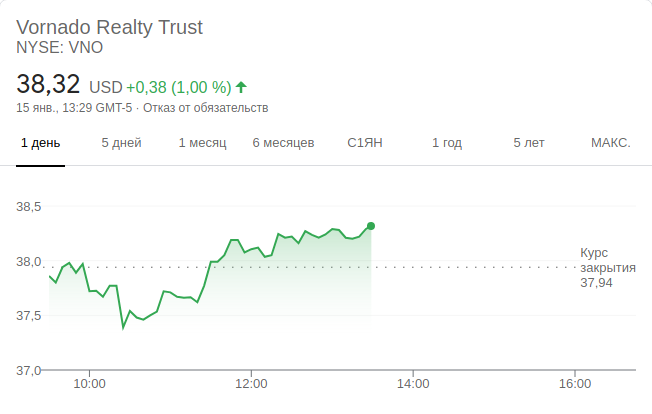 Vornado Realty Trust
NYSE: VNO
38,32 USD +0,38 (1,00 %)
15 янв., 13:29 GMT-5 · Отказ от обязательств
1 день 5 дней 1 месяц 6 месяцев С1ЯН 1 год 5 лет МАКС.
38,5
38,0
37,5
37,0
Курс
закрытия
37,94
10:00 12:00 14:00 16:00